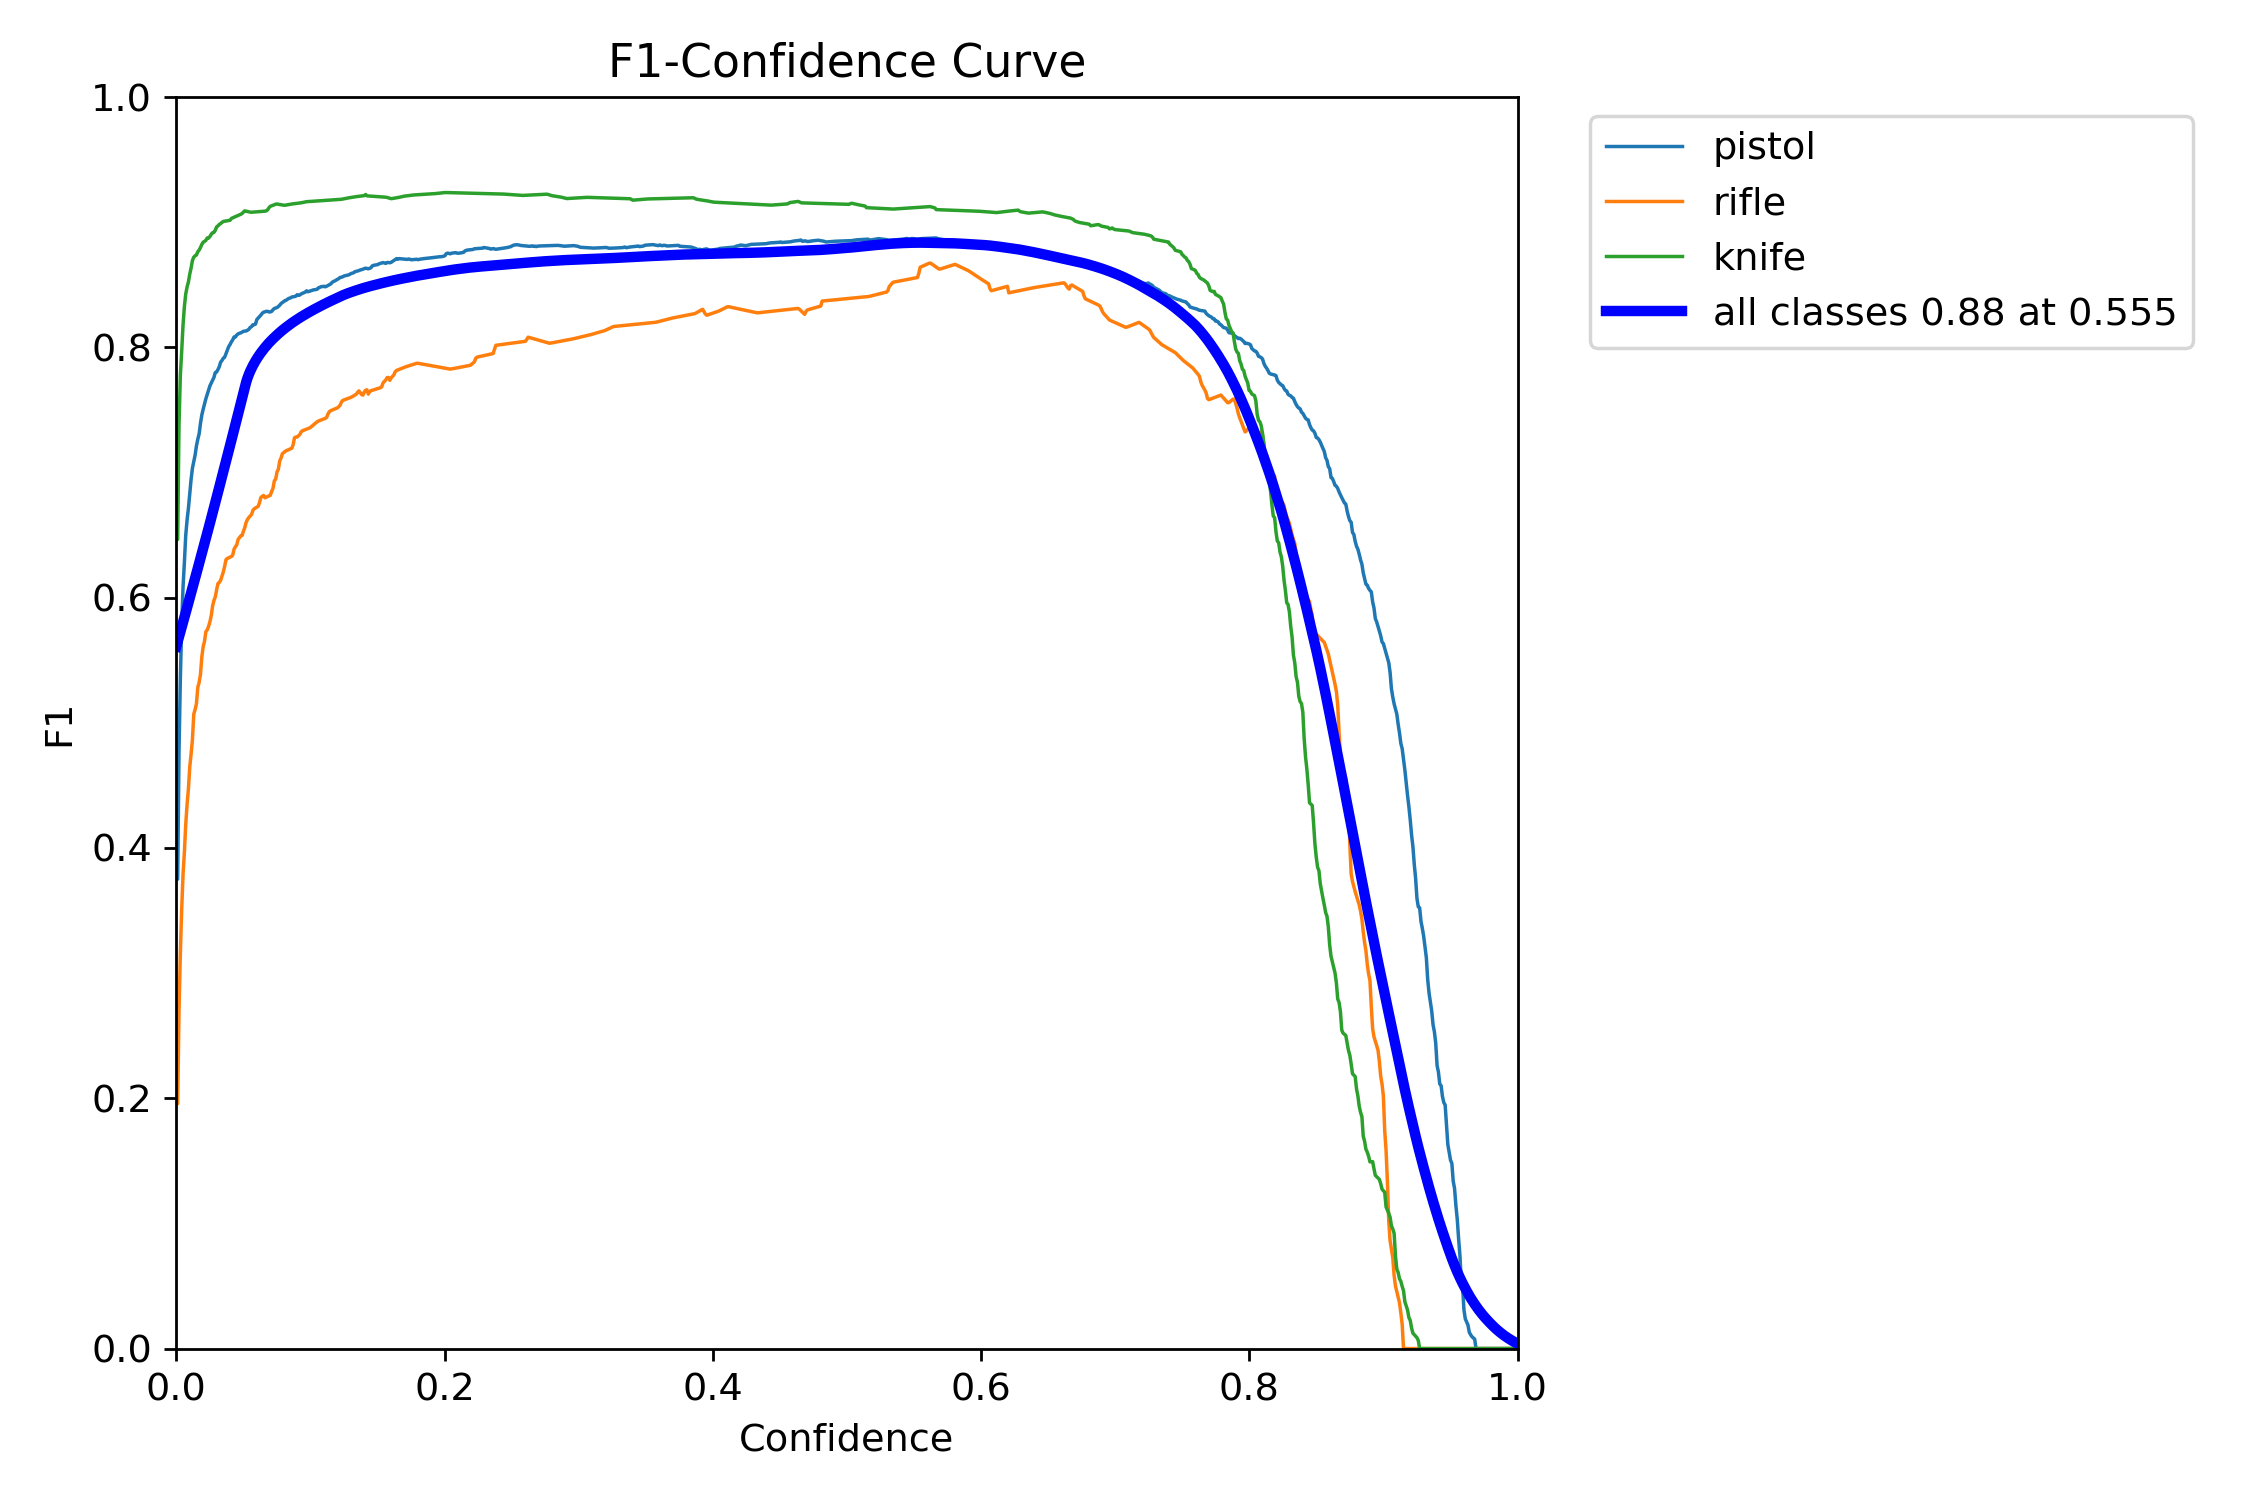 F1-Confidence Curve
1.0
0.8
0.6
0.4
0.2
0.0
F1
0.0 0.2 0.4 0.6 0.8 1.0
Confidence
pistol
rifle
knife
all classes 0.88 at 0.555